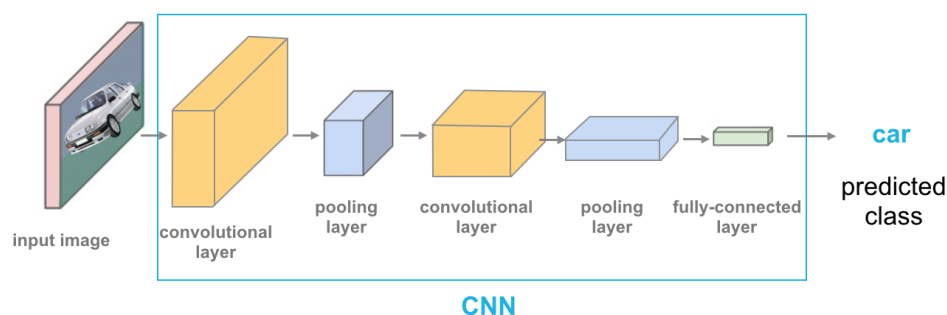 input image
convolutional
layer
pooling
layer
convolutional
layer
pooling
layer
fully-connected
layer
car
predicted
class
CNN